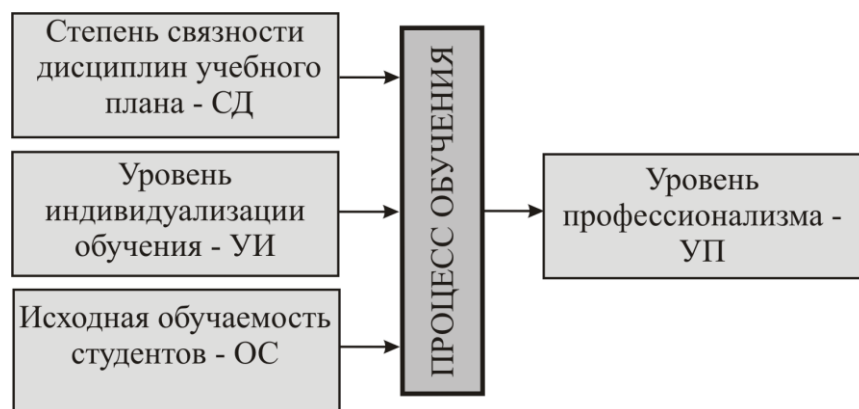 Степень связности
дисциплин учебного
плана - СД
Уровень
индивидуализации
обучения - УИ
Исходная обучаемость
студентов - ОС
ПРОЦЕСС ОБУЧЕНИЯ
Уровень
профессионализма -
УП